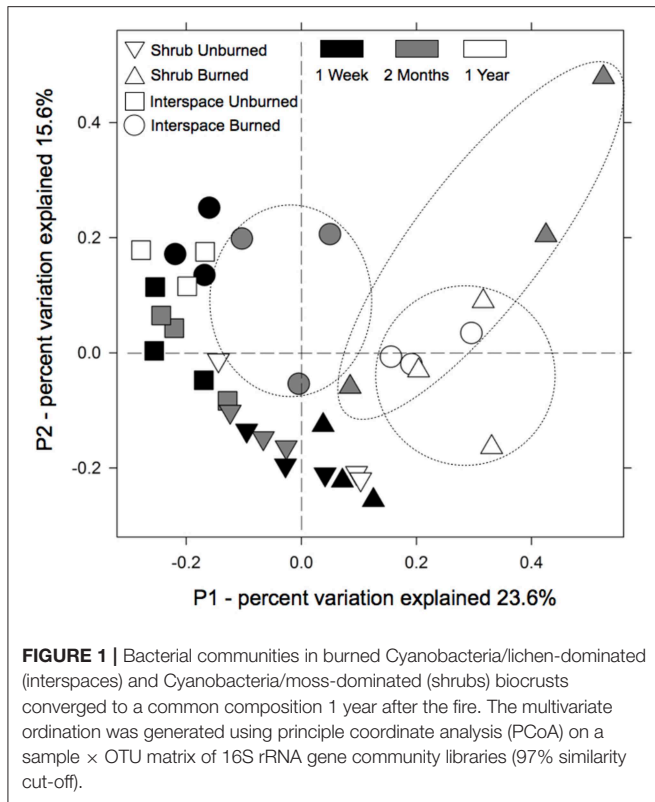 Shrub Unburned
Shrub Burned
Interspace Unburned
Interspace Burned
1 Week
2 Months
1 Year
P2 - percent variation explained 15.6%
0.4
0.2
0.0
-0.2
-0.2
0.0
0.2
0.4
P1 - percent variation explained 23.6%
FIGURE 1 | Bacterial communities in burned Cyanobacteria/lichen-dominated
(interspaces) and Cyanobacteria/moss-dominated (shrubs) biocrusts
converged to a common composition 1 year after the fire. The multivariate
ordination was generated using principle coordinate analysis (PCoA) on a
sample × OTU matrix of 16S rRNA gene community libraries (97% similarity
cut-off).